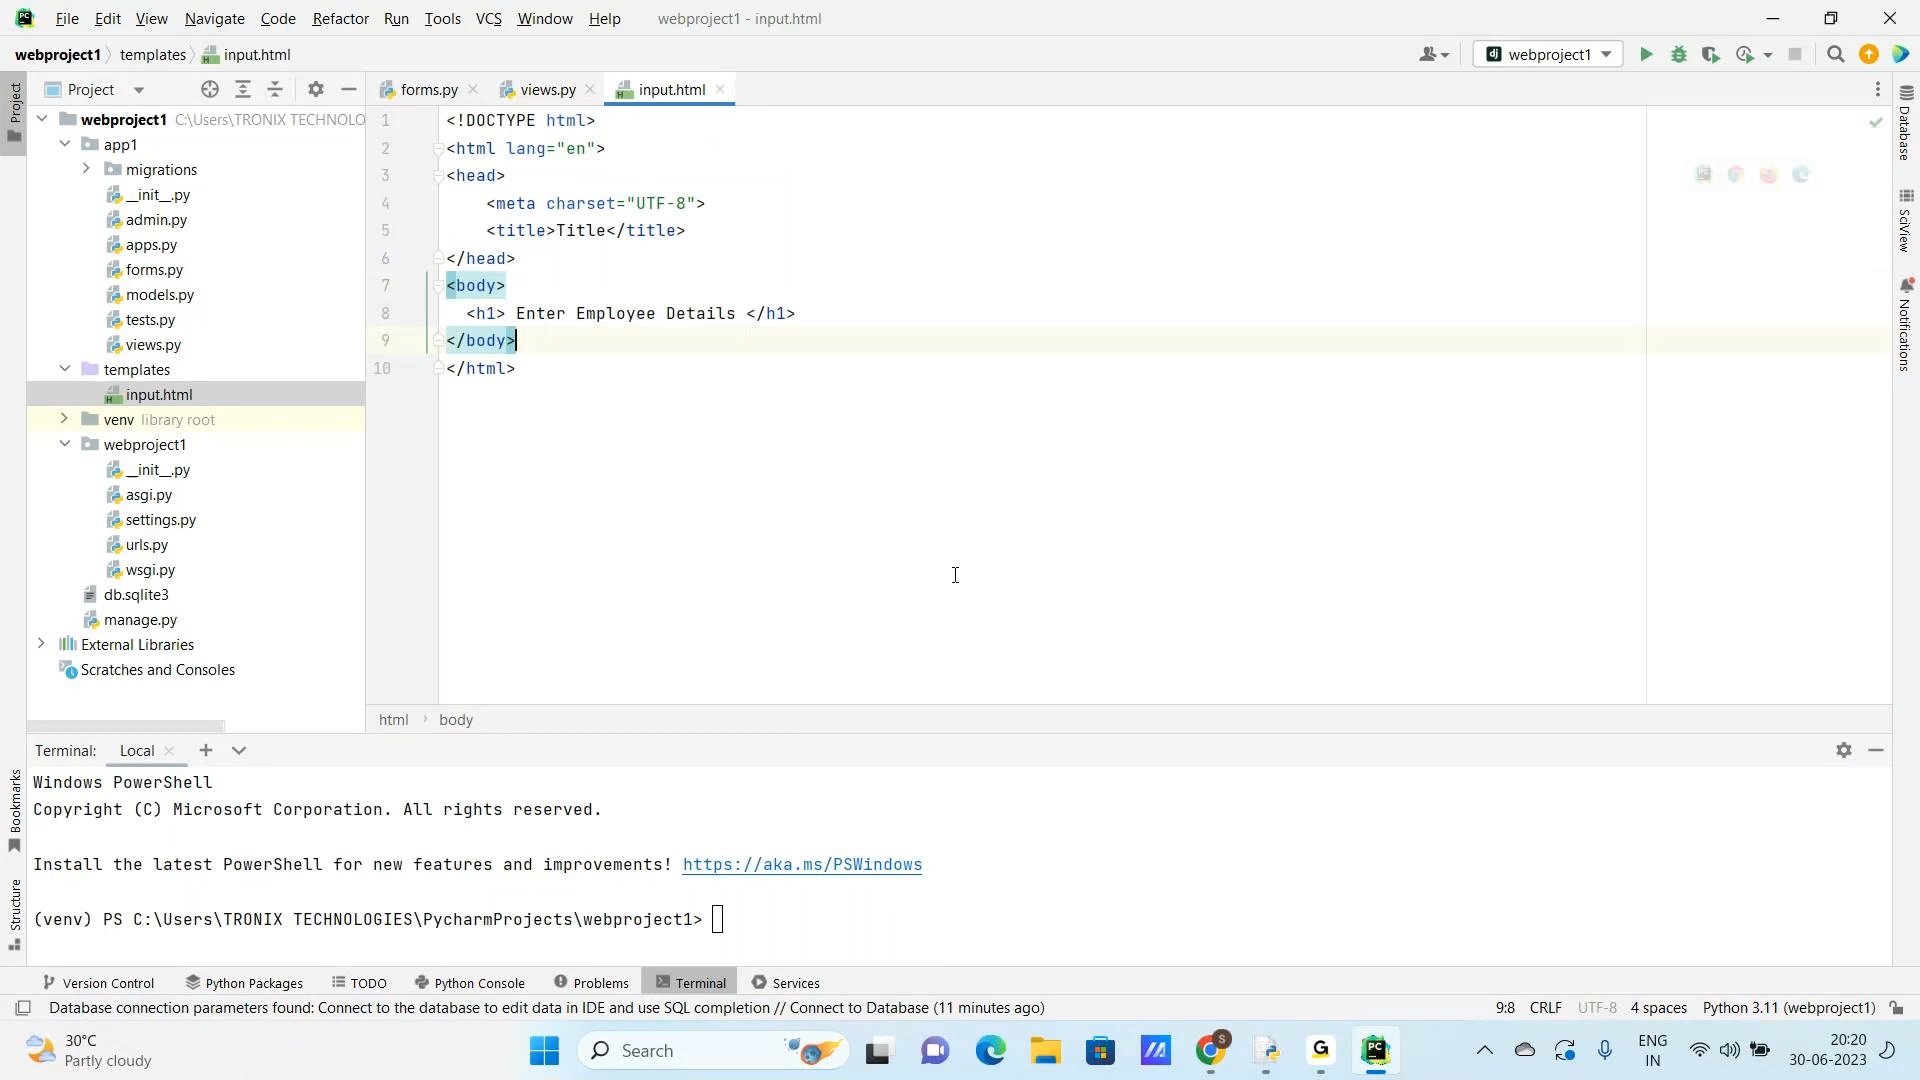 File Edit View Navigate Code Refactor Run Tools VCS Window Help webproject1 - input.html
webproject1 templates input.html
webproject1
Project
Project
forms.py
views.py
input.html
webproject1 C:\Users\TRONIX TECHNOLO
app1
migrations
__init__.py
admin.py
apps.py
forms.py
models.py
tests.py
views.py
templates
input.html
venv library root
webproject1
__init__.py
asgi.py
settings.py
urls.py
wsgi.py
db.sqlite3
manage.py
External Libraries
Scratches and Consoles
1 <!DOCTYPE html>
2 <html lang="en">
3 <head>
4 <meta charset="UTF-8">
5 <title>Title</title>
6 </head>
7 <body>
8 <h1> Enter Employee Details </h1>
9 </body>
10 </html>
html body
Database
SciView
Notifications
Bookmarks
Structure
Terminal: Local
Windows PowerShell
Copyright (C) Microsoft Corporation. All rights reserved.
Install the latest PowerShell for new features and improvements! https://aka.ms/PSWindows
(venv) PS C:\Users\TRONIX TECHNOLOGIES\PycharmProjects\webproject1>
Version Control Python Packages TODO Python Console Problems Terminal Services
Database connection parameters found: Connect to the database to edit data in IDE and use SQL completion // Connect to Database (11 minutes ago) 9:8 CRLF UTF-8 4 spaces Python 3.11 (webproject1)
30°C
Partly cloudy
Search
ENG
IN
20:20
30-06-2023